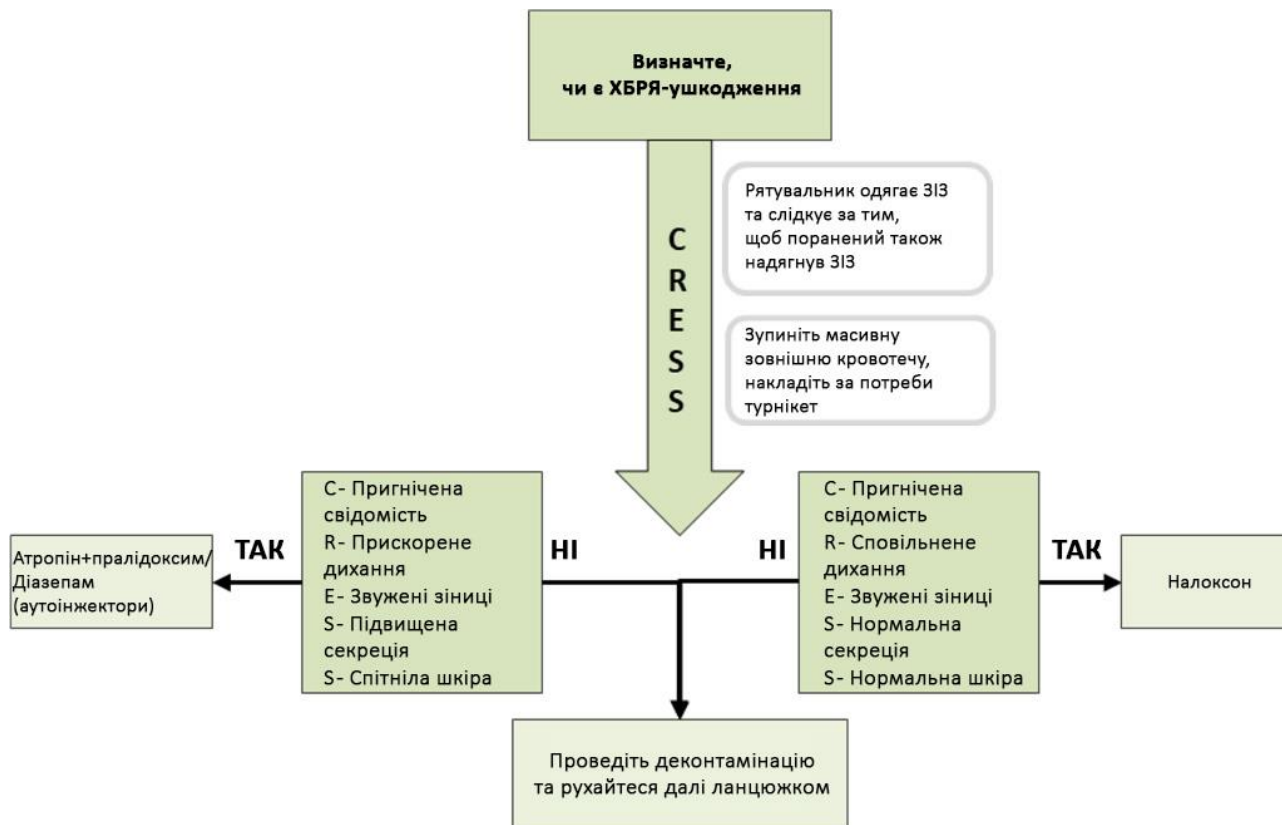 Визначте,
чи є ХБРЯ-ушкодження
Рятувальник одягає ЗІЗ
та слідкує за тим,
щоб поранений також
надягнув ЗІЗ
C
R
E
S
S
Зупиніть масивну
зовнішню кровотечу,
накладіть за потреби
турнікет
Атропін+пралідоксим/
Діазепам
(аутоінжектори)
ТАК
C- Пригнічена
свідомість
R- Прискорене
дихання
E- Звужені зіниці
S- Підвищена
секреція
S- Спітніла шкіра
НІ
НІ
C- Пригнічена
свідомість
R- Сповільнене
дихання
E- Звужені зіниці
S- Нормальна
секреція
S- Нормальна шкіра
ТАК
Налоксон
Проведіть деконтамінацію
та рухайтеся далі ланцюжком